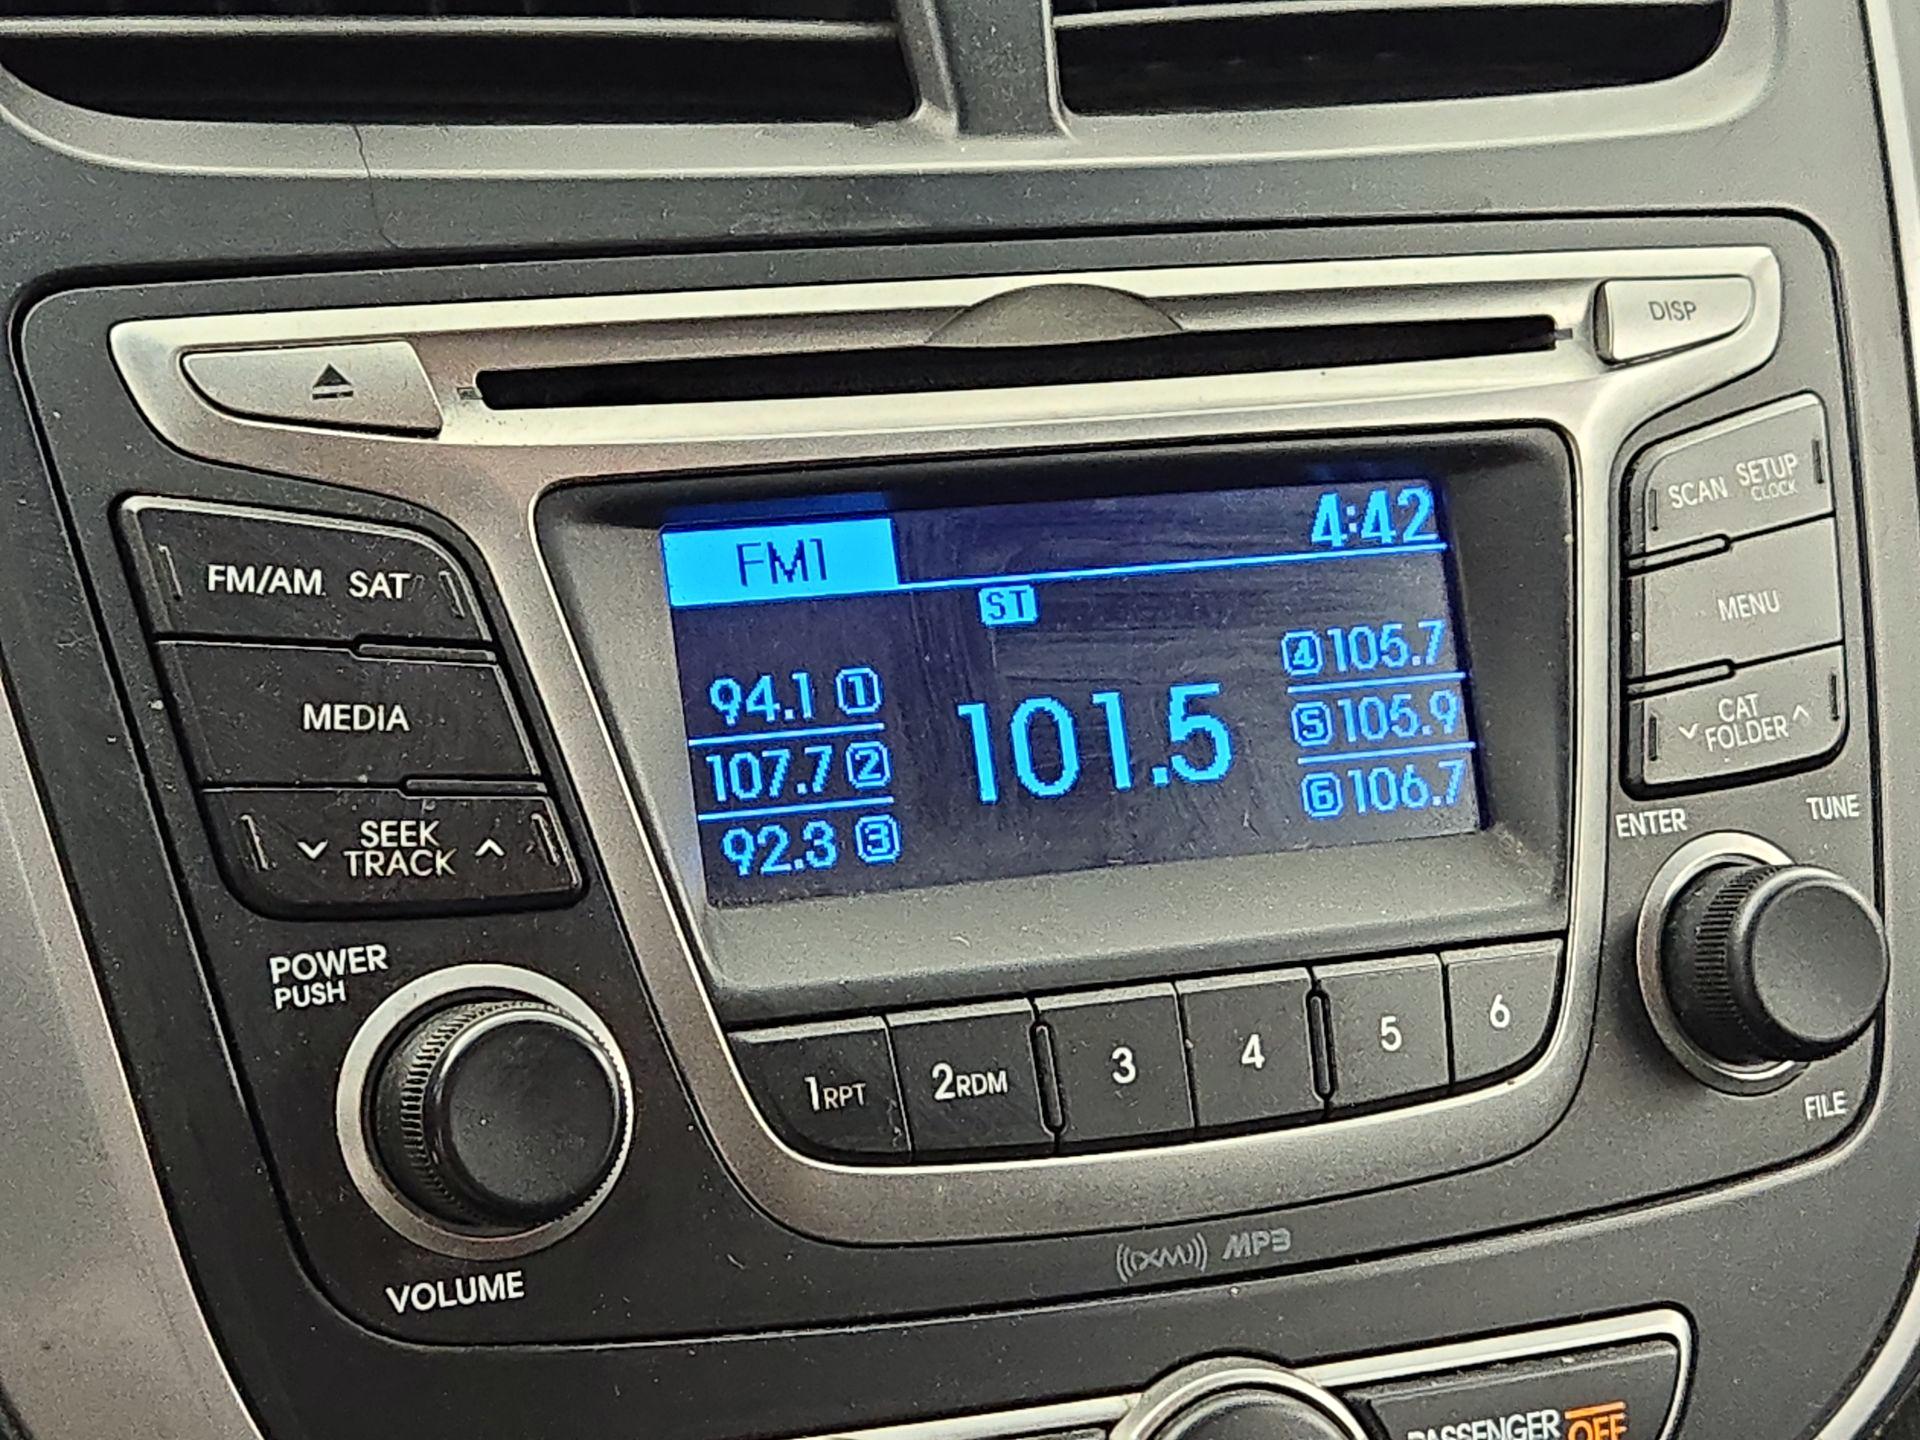 DISP
SCAN SETUP
CLOCK
FM/AM SAT
MENU
MEDIA
CAT
FOLDER
SEEK
TRACK
FM1
4:42
ST
94.1 1
107.7 2
92.3 3
101.5
4 105.7
5 105.9
6 106.7
ENTER
TUNE
FILE
POWER
PUSH
VOLUME
1RPT
2RDM
3
4
5
6
((XM)) MP3
PASSENGER OFF